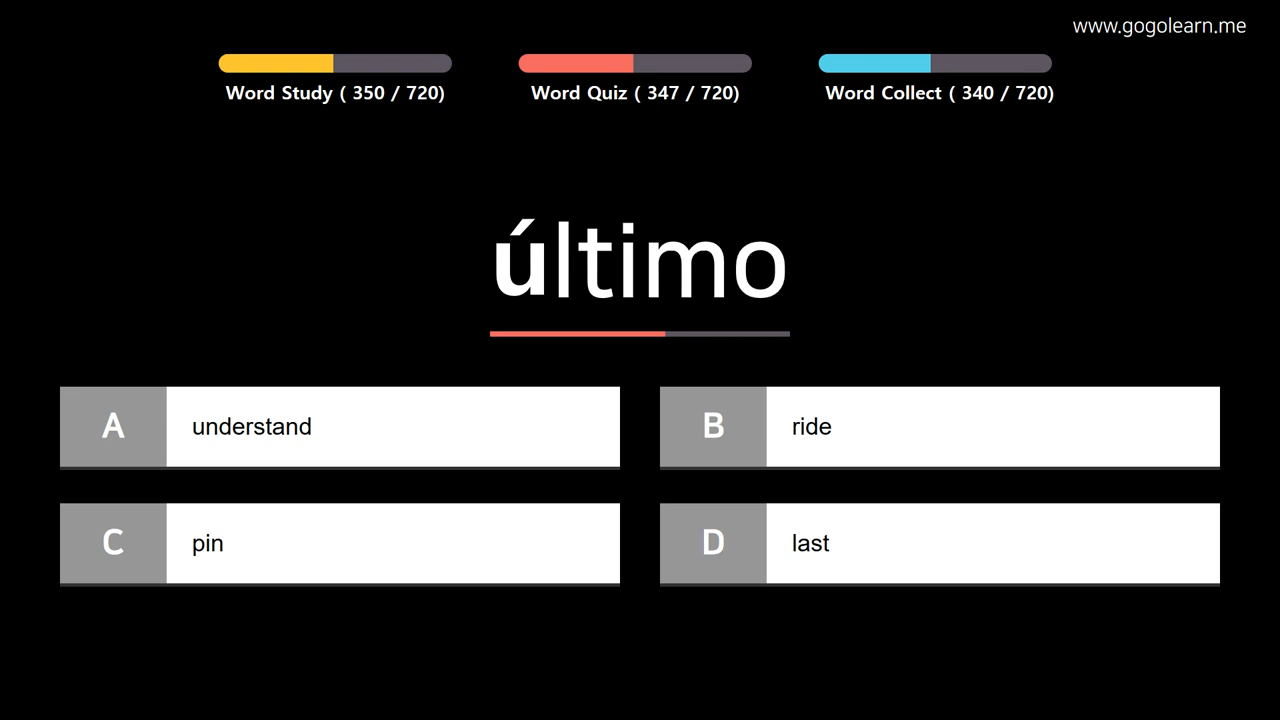 www.gogolearn.me
Word Study ( 350 / 720)
Word Quiz ( 347 / 720)
Word Collect ( 340 / 720)
último
A understand
B ride
C pin
D last